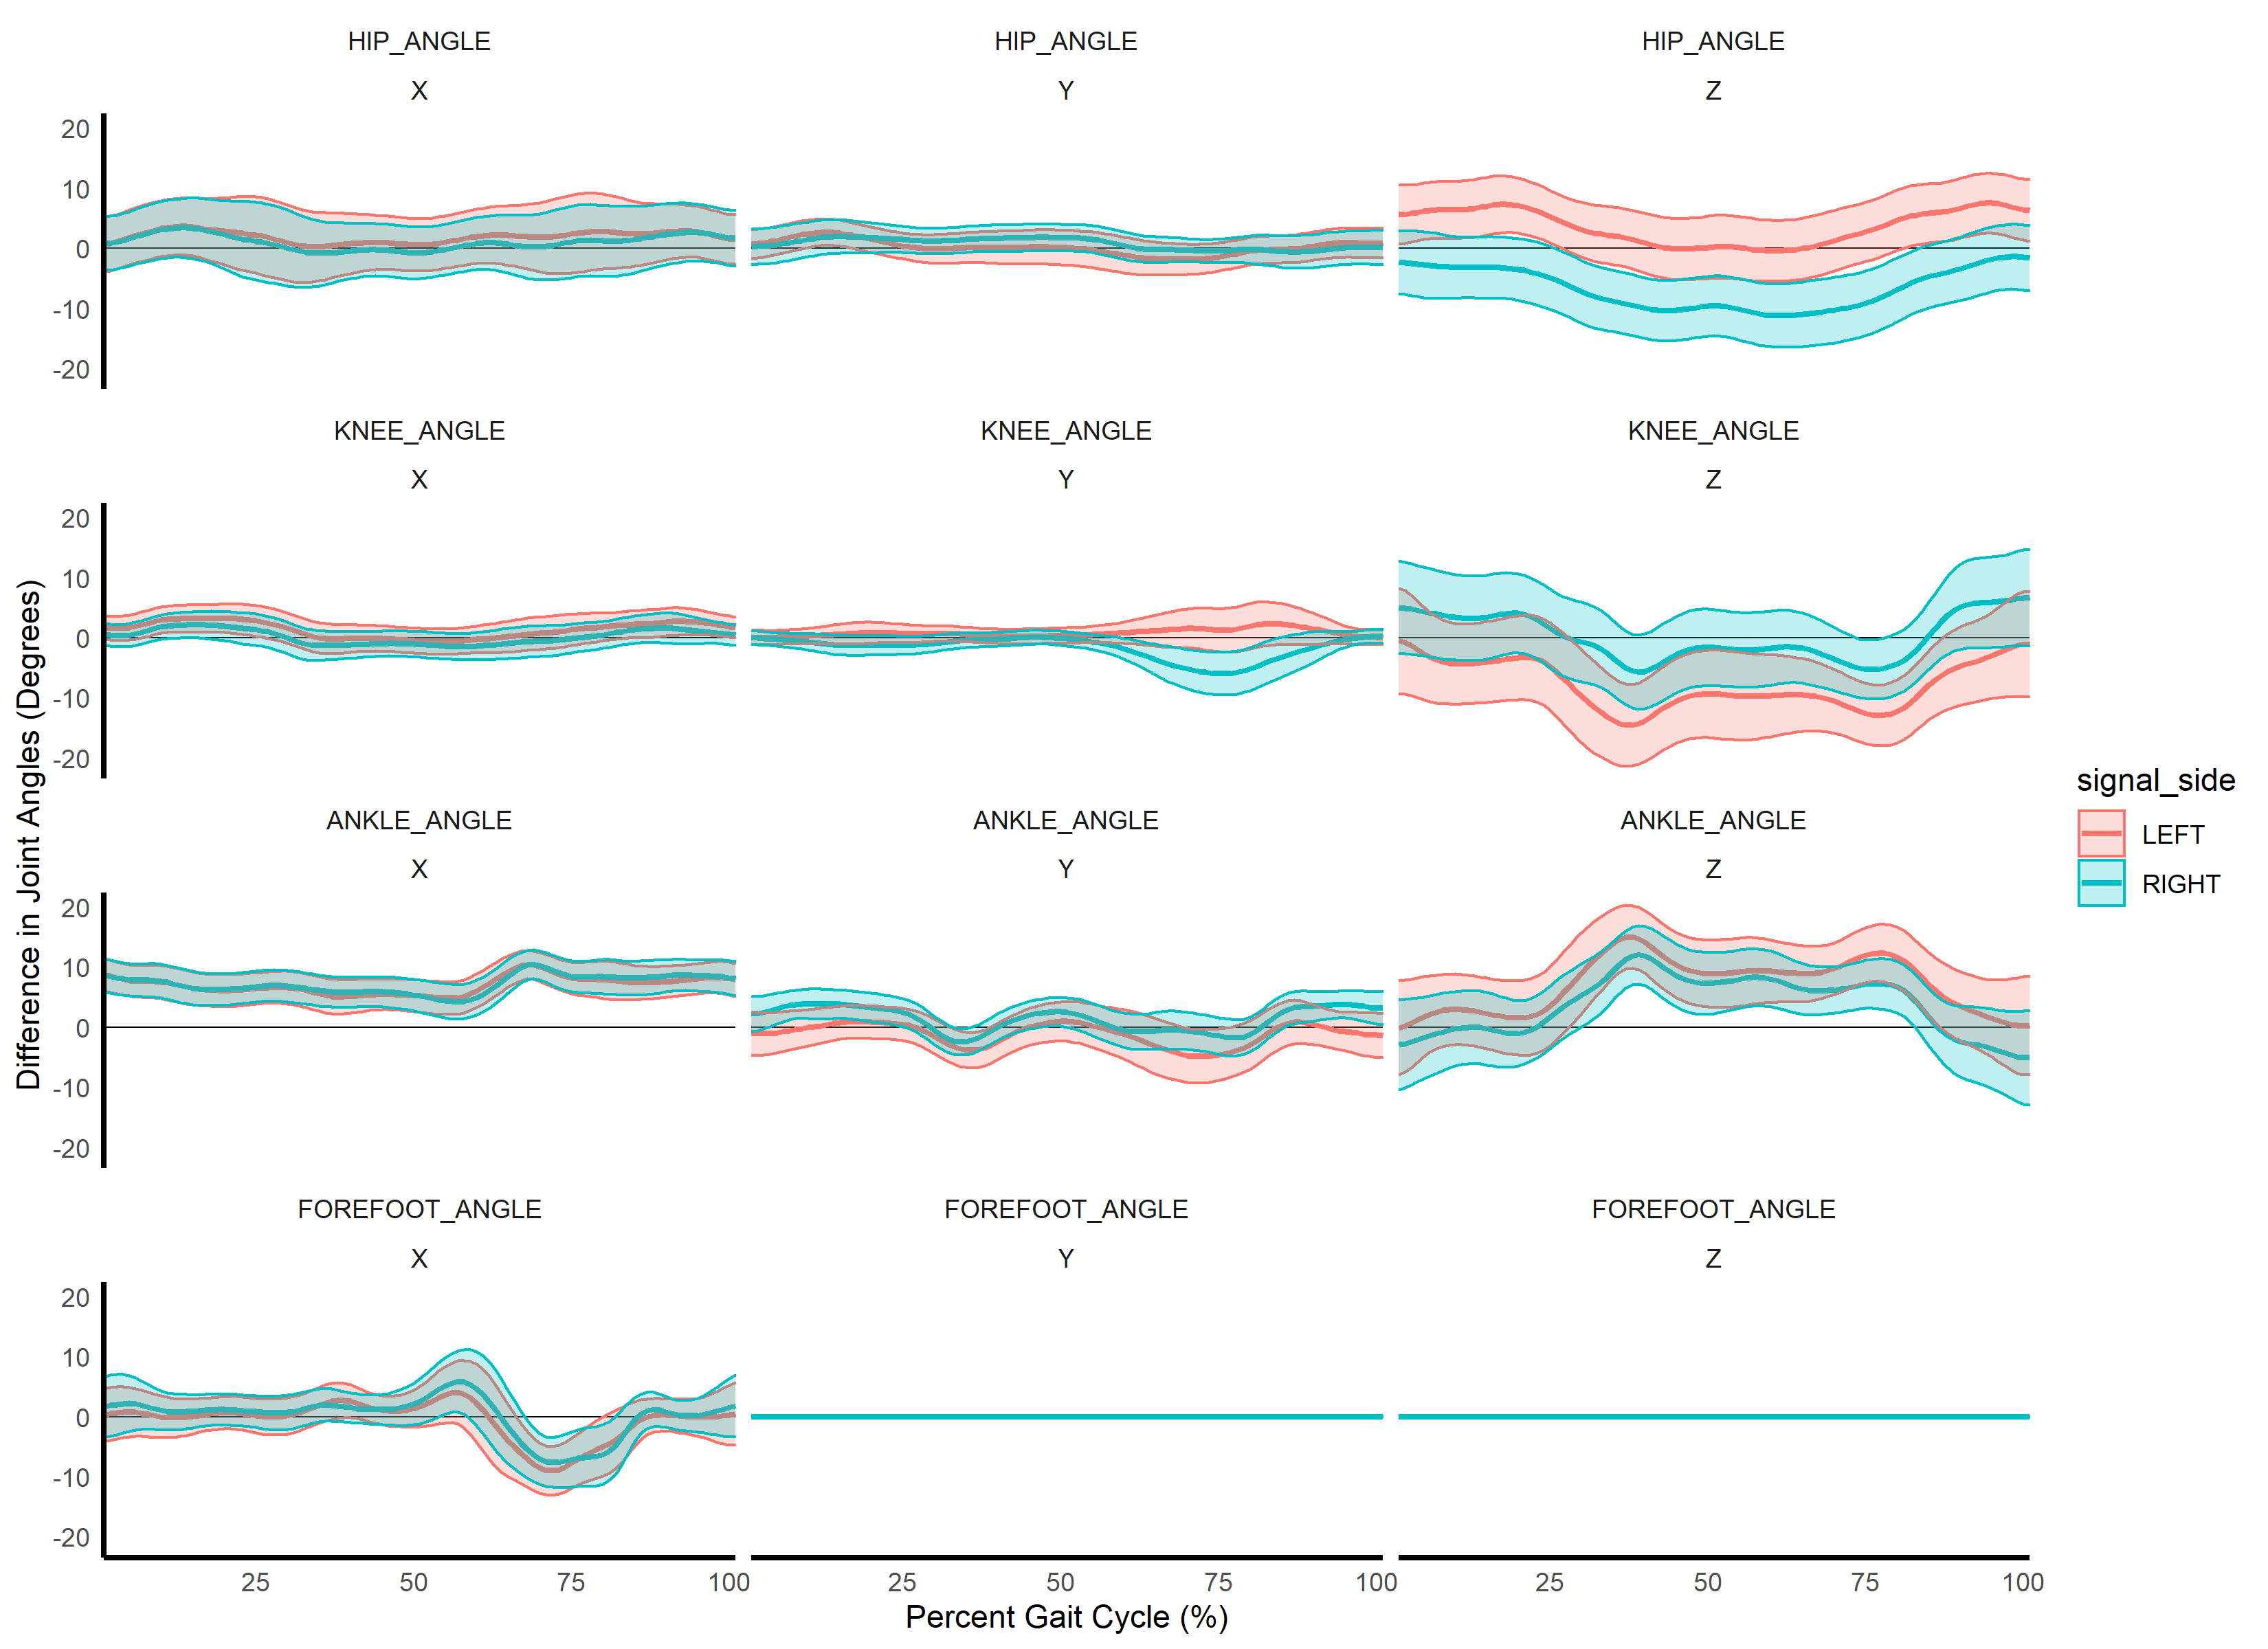 HIP_ANGLE HIP_ANGLE HIP_ANGLE
X Y Z
20
10
0
-10
-20
KNEE_ANGLE KNEE_ANGLE KNEE_ANGLE
X Y Z
20
10
0
-10
-20
ANKLE_ANGLE ANKLE_ANGLE ANKLE_ANGLE
X Y Z
20
10
0
-10
-20
FOREFOOT_ANGLE FOREFOOT_ANGLE FOREFOOT_ANGLE
X Y Z
20
10
0
-10
-20
25 50 75 100 25 50 75 100 25 50 75 100
Percent Gait Cycle (%)
Difference in Joint Angles (Degrees)
signal_side
LEFT
RIGHT